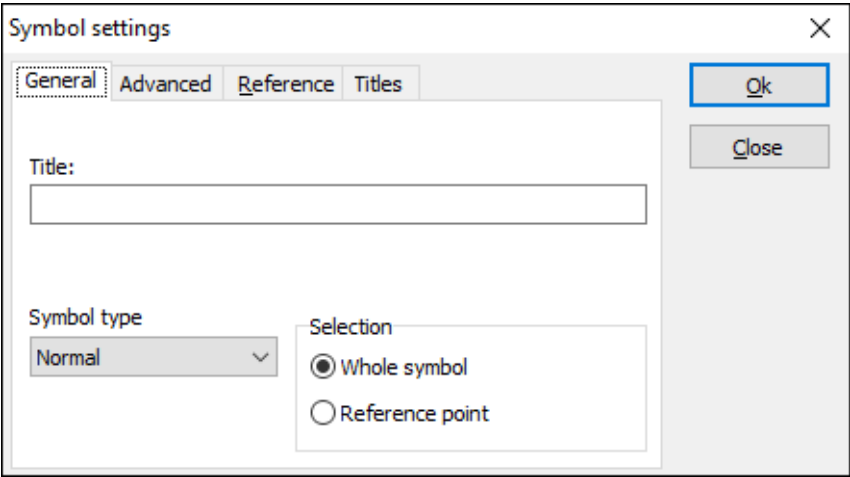 Symbol settings
General Advanced Reference Titles
Ok
Close
Title:
Symbol type
Normal
Selection
Whole symbol
Reference point